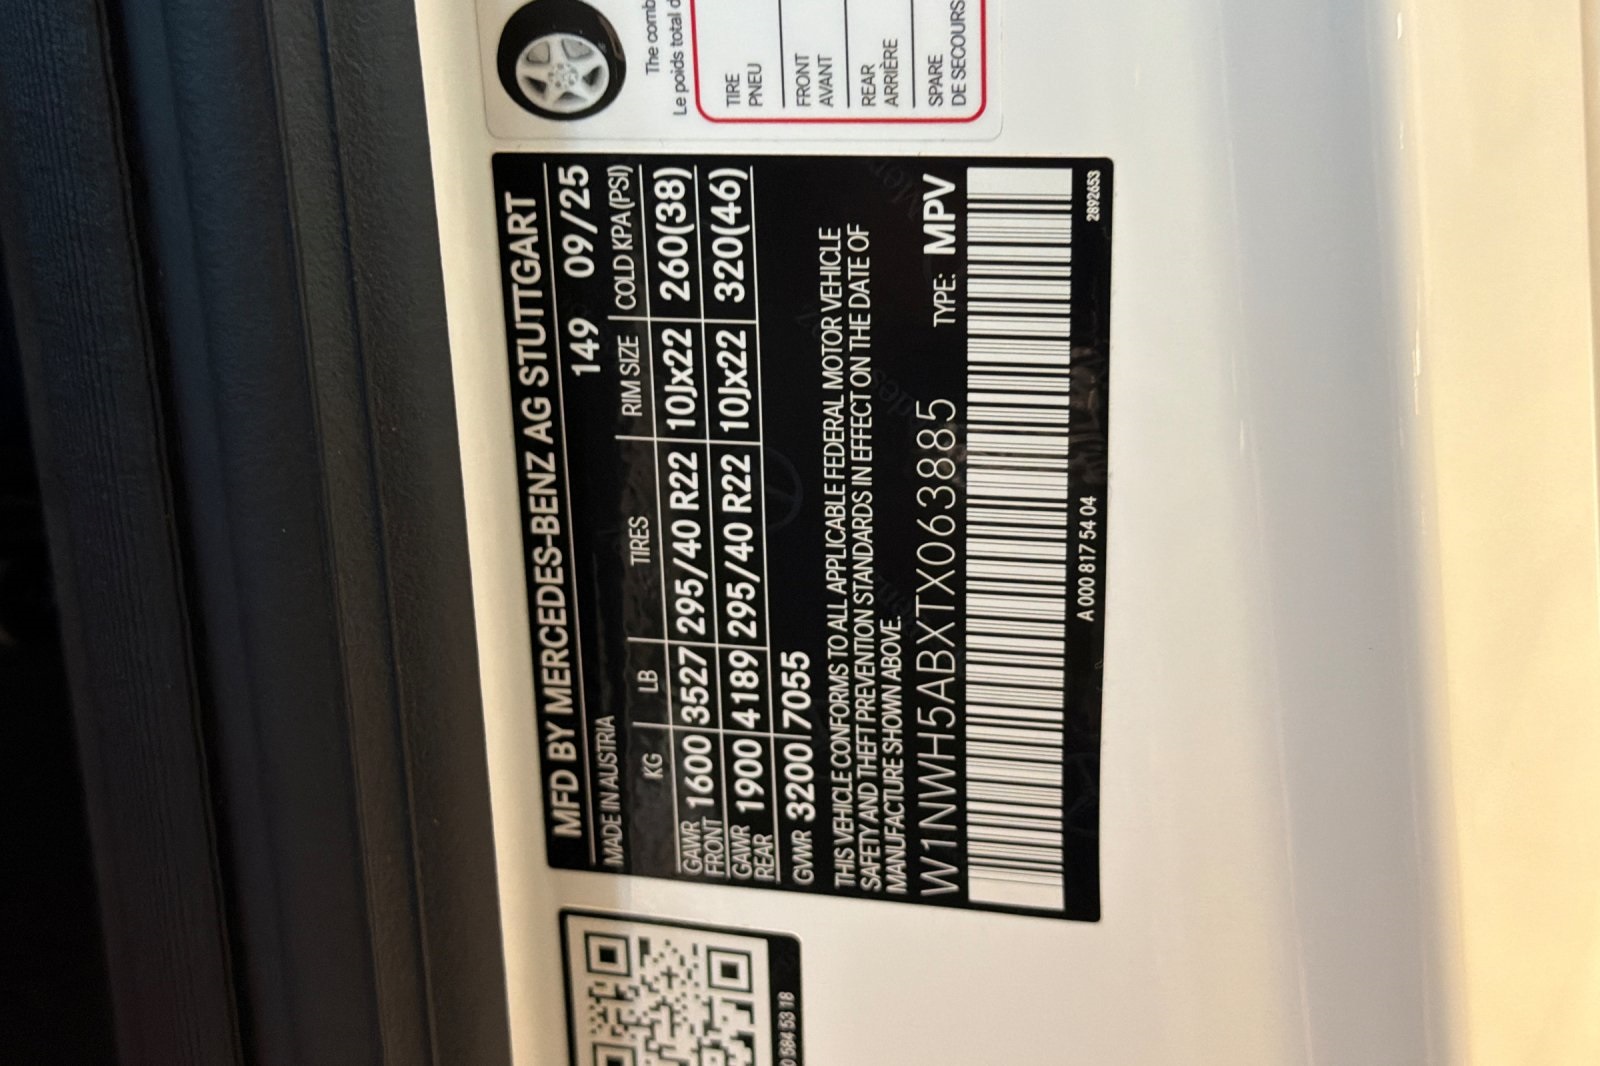 MFD BY MERCEDES-BENZ AG STUTTGART
149 09/25
MADE IN AUSTRIA
KG LB TIRES RIM SIZE COLD KPA(PSI)
GAWR FRONT 1600 3527 295/40 R22 10Jx22 260(38)
GAWR REAR 1900 4189 295/40 R22 10Jx22 320(46)
GVWR 3200 7055
THIS VEHICLE CONFORMS TO ALL APPLICABLE FEDERAL MOTOR VEHICLE
SAFETY AND THEFT PREVENTION STANDARDS IN EFFECT ON THE DATE OF
MANUFACTURE SHOWN ABOVE.
W1NWH5ABXTX063885 TYPE: MPV
A 000 817 54 04
2892653
The comb
Le poids total d
TIRE
PNEU
FRONT
AVANT
REAR
ARRIÈRE
SPARE
DE SECOURS
0 584 53 18